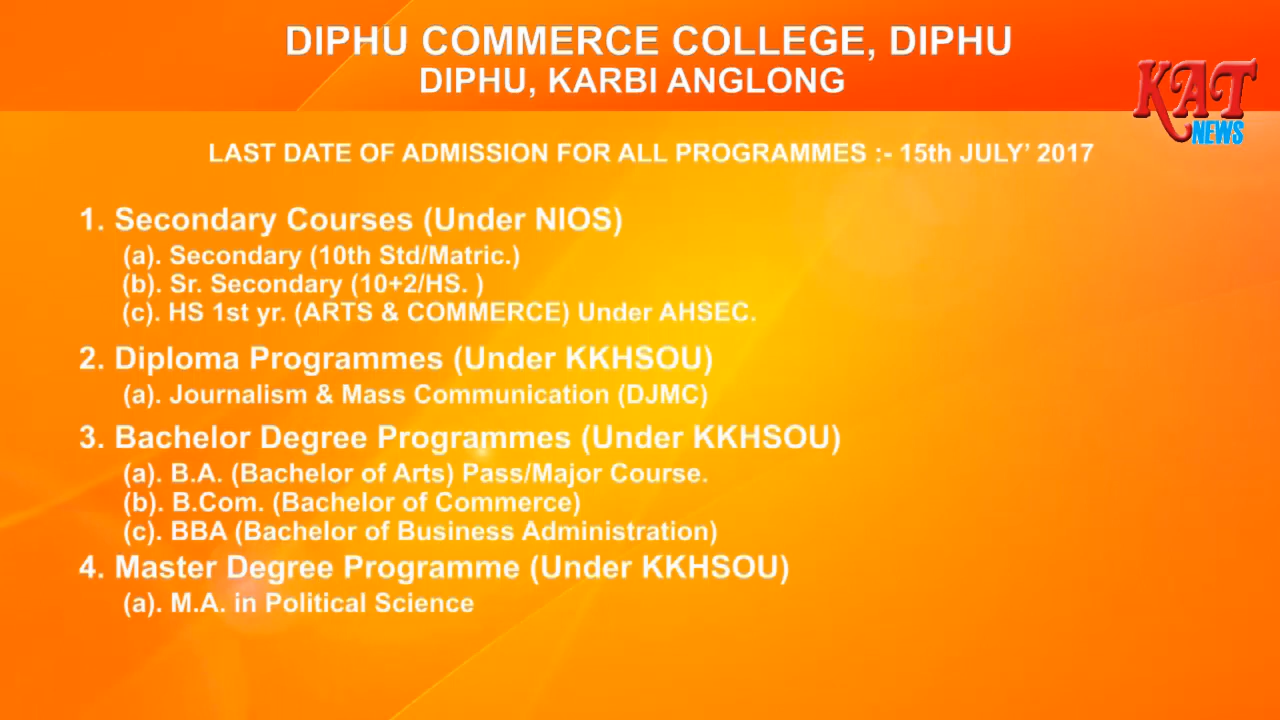 DIPHU COMMERCE COLLEGE, DIPHU
DIPHU, KARBI ANGLONG
KAT
NEWS
LAST DATE OF ADMISSION FOR ALL PROGRAMMES :- 15th JULY’ 2017
1. Secondary Courses (Under NIOS)
(a). Secondary (10th Std/Matric.)
(b). Sr. Secondary (10+2/HS. )
(c). HS 1st yr. (ARTS & COMMERCE) Under AHSEC.
2. Diploma Programmes (Under KKHSOU)
(a). Journalism & Mass Communication (DJMC)
3. Bachelor Degree Programmes (Under KKHSOU)
(a). B.A. (Bachelor of Arts) Pass/Major Course.
(b). B.Com. (Bachelor of Commerce)
(c). BBA (Bachelor of Business Administration)
4. Master Degree Programme (Under KKHSOU)
(a). M.A. in Political Science